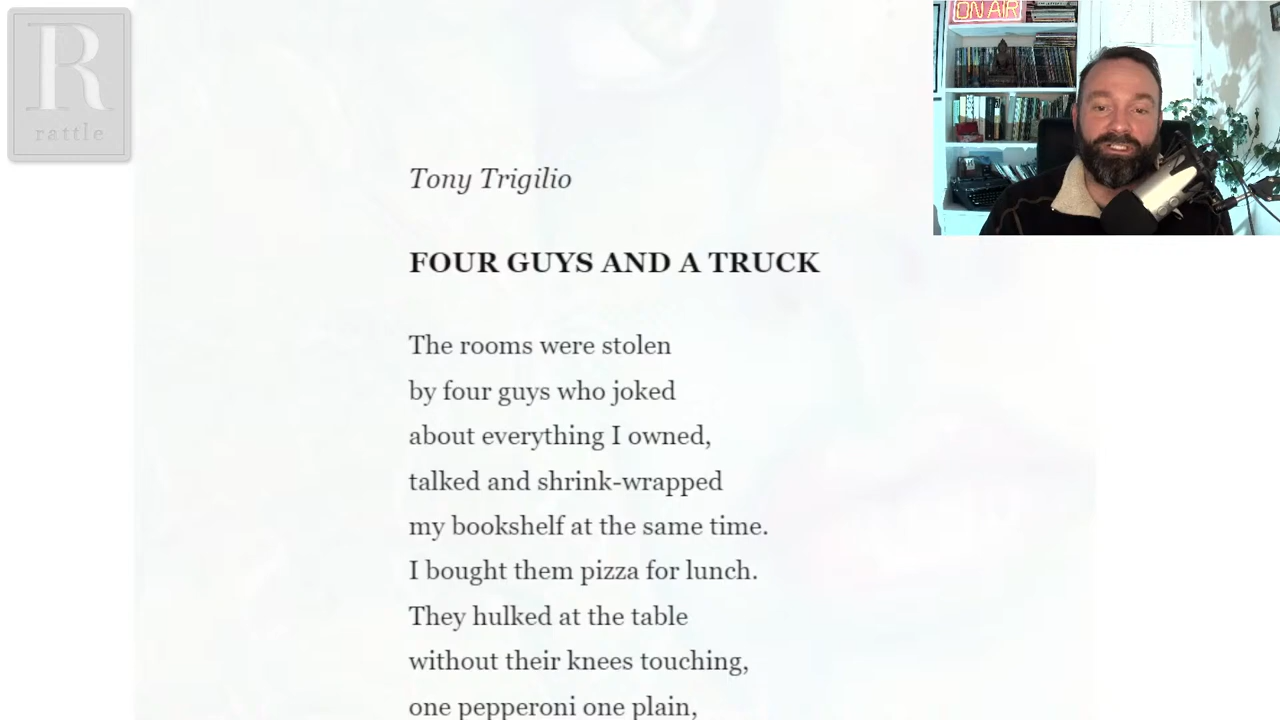 R
rattle
ON AIR
Tony Trigilio
FOUR GUYS AND A TRUCK
The rooms were stolen
by four guys who joked
about everything I owned,
talked and shrink-wrapped
my bookshelf at the same time.
I bought them pizza for lunch.
They hulked at the table
without their knees touching,
one pepperoni one plain,